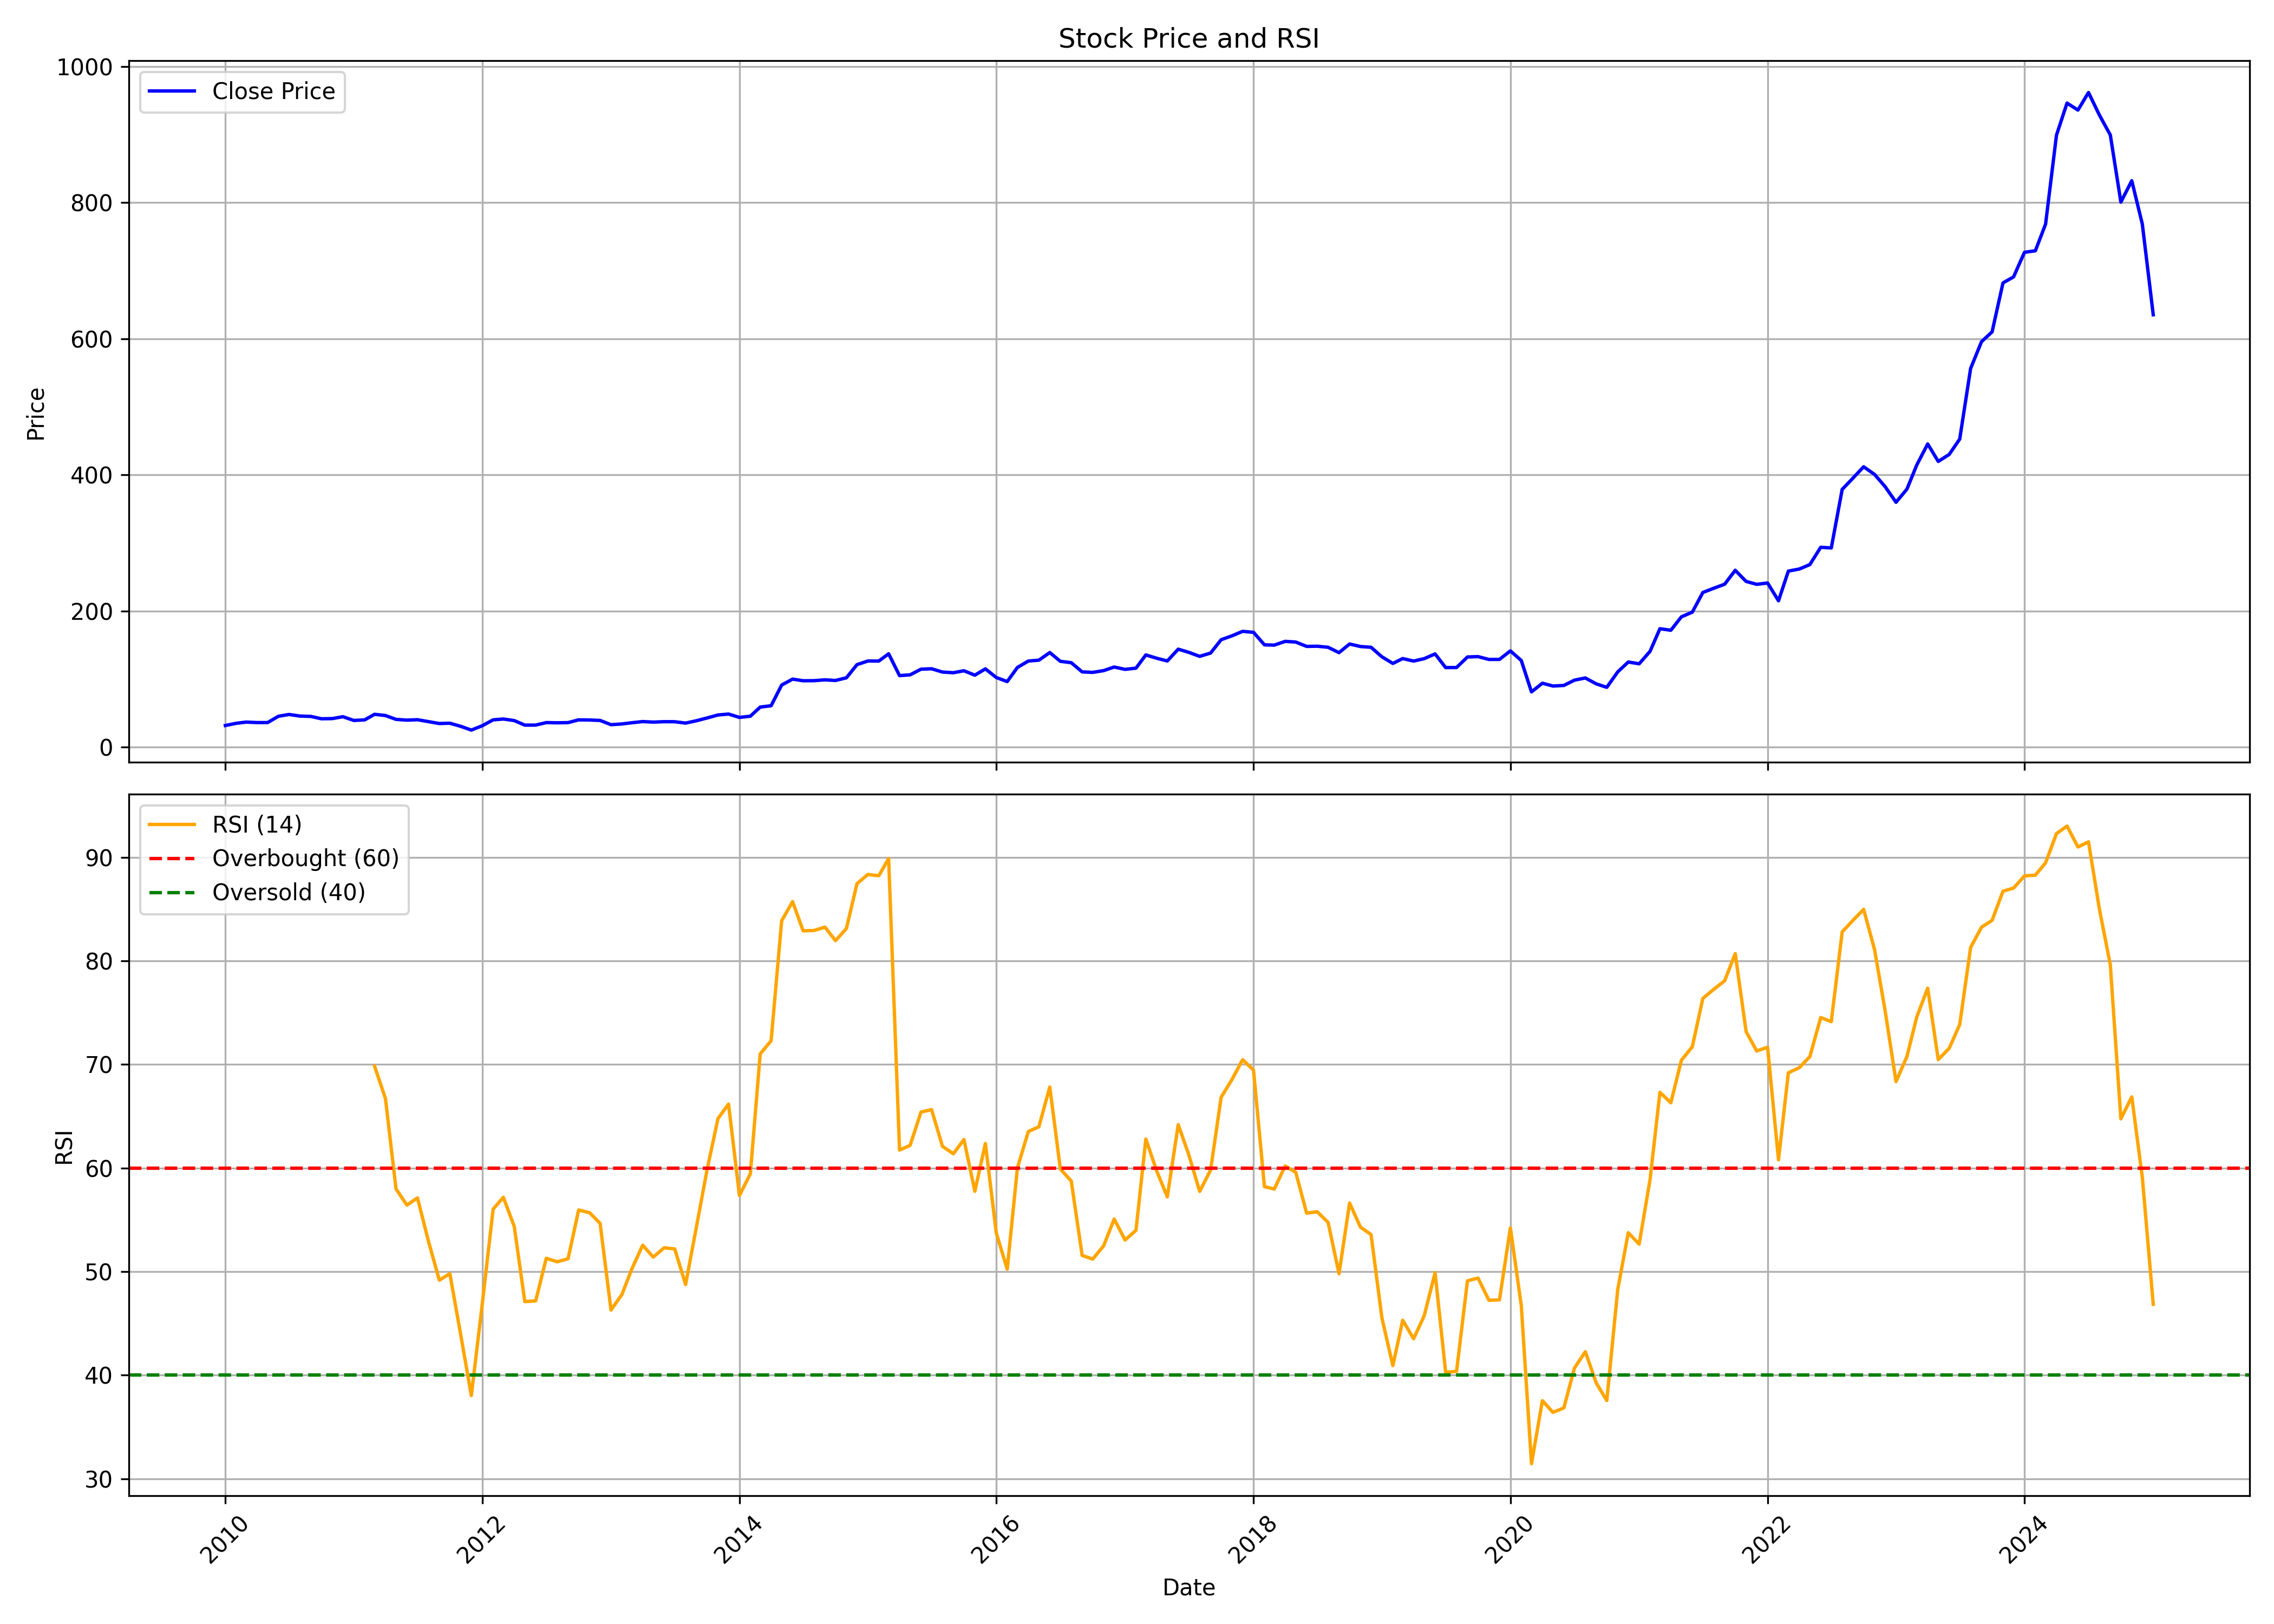 Stock Price and RSI
1000
800
600
400
200
0
Price
Close Price
90
80
70
60
50
40
30
RSI
RSI (14)
Overbought (60)
Oversold (40)
2010
2012
2014
2016
2018
2020
2022
2024
Date